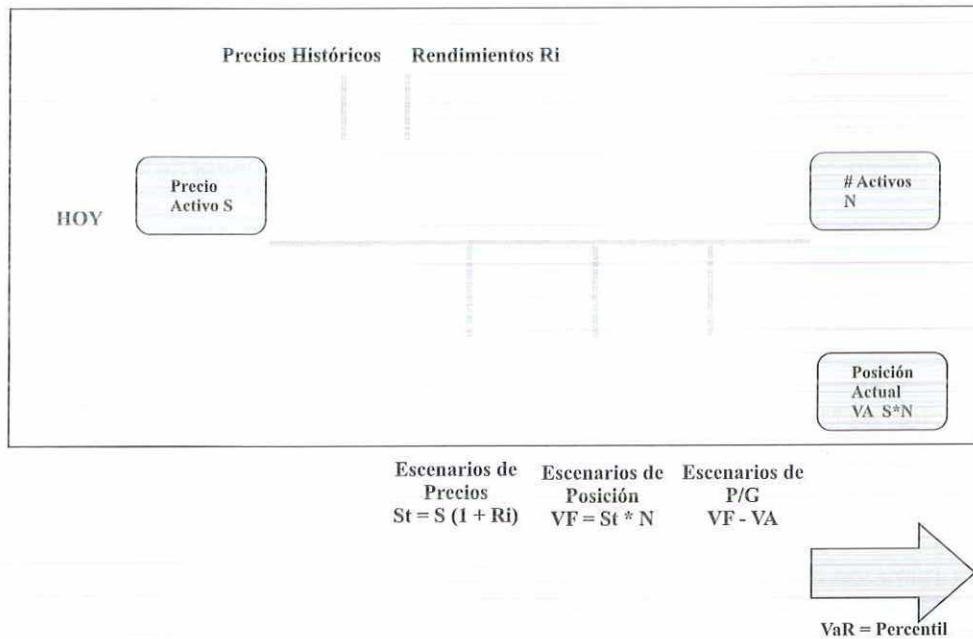 Precios Históricos Rendimientos Ri
Precio
Activo S
# Activos
N
HOY
Posición
Actual
VA S*N
Escenarios de
Precios
St = S (1 + Ri)
Escenarios de
Posición
VF = St * N
Escenarios de
P/G
VF - VA
VaR = Percentil